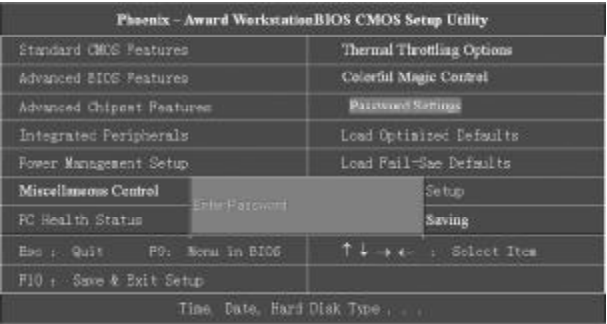 Phoenix – Award WorkstationBIOS CMOS Setup Utility
Standard CMOS Features
Thermal Throttling Options
Advanced BIOS Features
Colorful Magic Control
Advanced Chipset Features
Password Settings
Integrated Peripherals
Load Optimized Defaults
Power Management Setup
Load Fail-Sae Defaults
Miscellaneous Control
Setup
Enter Password
PC Health Status
Saving
Esc : Quit F9: Menu in BIOS ↑ ↓ → ← : Select Item
F10 : Save & Exit Setup
Time, Date, Hard Disk Type . . .